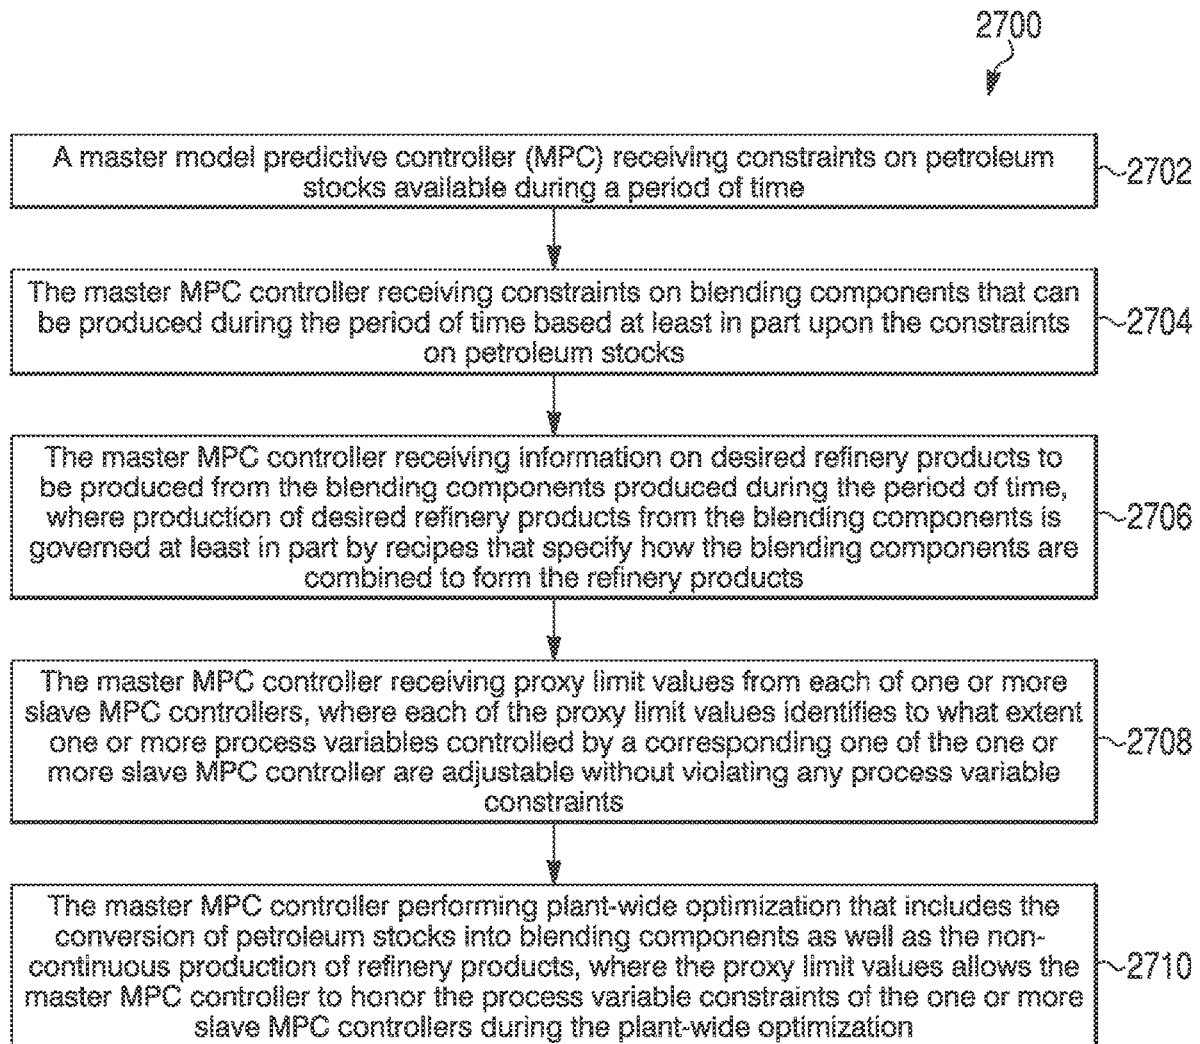 2700
A master model predictive controller (MPC) receiving constraints on petroleum
stocks available during a period of time
2702
The master MPC controller receiving constraints on blending components that can
be produced during the period of time based at least in part upon the constraints
on petroleum stocks
2704
The master MPC controller receiving information on desired refinery products to
be produced from the blending components produced during the period of time,
where production of desired refinery products from the blending components is
governed at least in part by recipes that specify how the blending components are
combined to form the refinery products
2706
The master MPC controller receiving proxy limit values from each of one or more
slave MPC controllers, where each of the proxy limit values identifies to what extent
one or more process variables controlled by a corresponding one of the one or
more slave MPC controller are adjustable without violating any process variable
constraints
2708
The master MPC controller performing plant-wide optimization that includes the
conversion of petroleum stocks into blending components as well as the non-
continuous production of refinery products, where the proxy limit values allows the
master MPC controller to honor the process variable constraints of the one or more
slave MPC controllers during the plant-wide optimization
2710